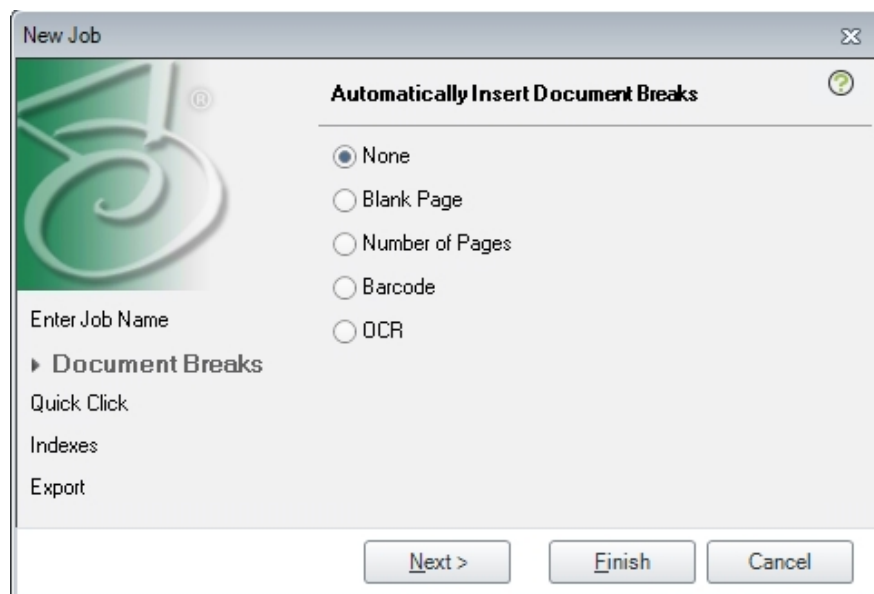 New Job
®
Automatically Insert Document Breaks
None
Blank Page
Number of Pages
Barcode
OCR
Enter Job Name
Document Breaks
Quick Click
Indexes
Export
Next >
Finish
Cancel